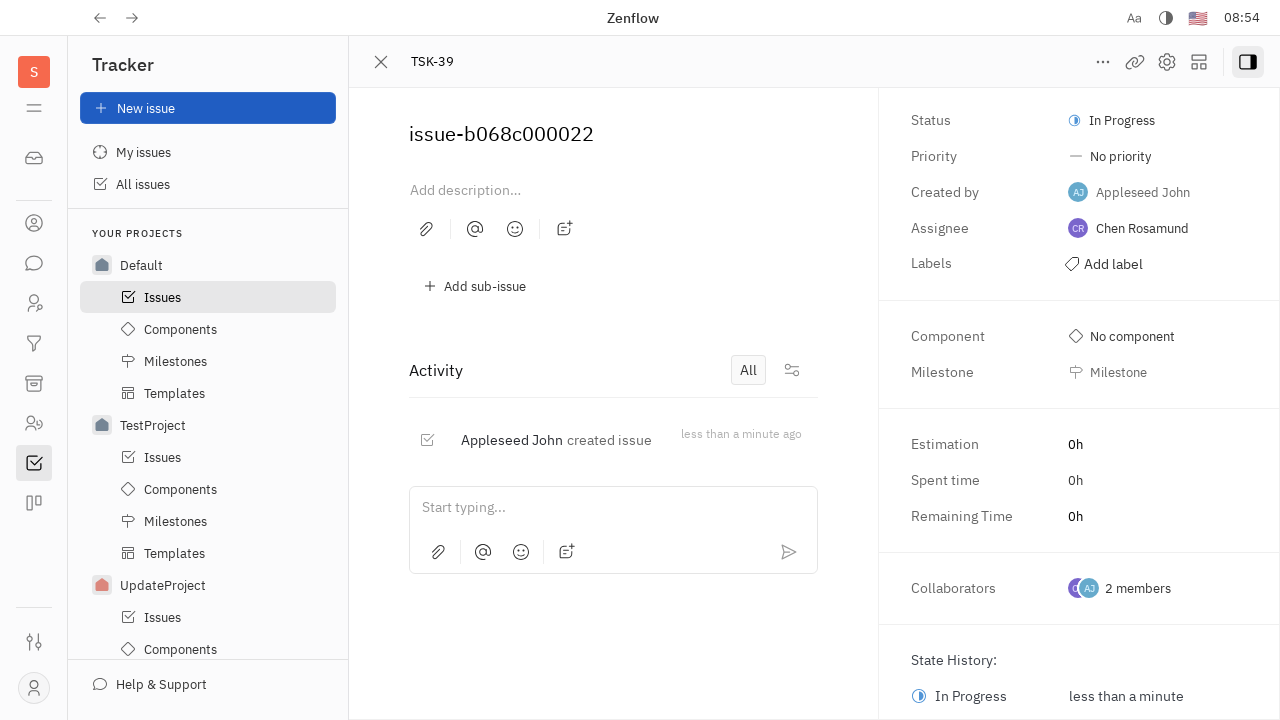 Zenflow
Aa
08:54
S
Tracker
New issue
My issues
All issues
YOUR PROJECTS
Default
Issues
Components
Milestones
Templates
TestProject
Issues
Components
Milestones
Templates
UpdateProject
Issues
Components
Help & Support
TSK-39
issue-b068c000022
Add description...
Add sub-issue
Activity
All
Appleseed John created issue
less than a minute ago
Start typing...
Status
In Progress
Priority
No priority
Created by
AJ
Appleseed John
Assignee
CR
Chen Rosamund
Labels
Add label
Component
No component
Milestone
Milestone
Estimation
0h
Spent time
0h
Remaining Time
0h
Collaborators
AJ
2 members
State History:
In Progress
less than a minute